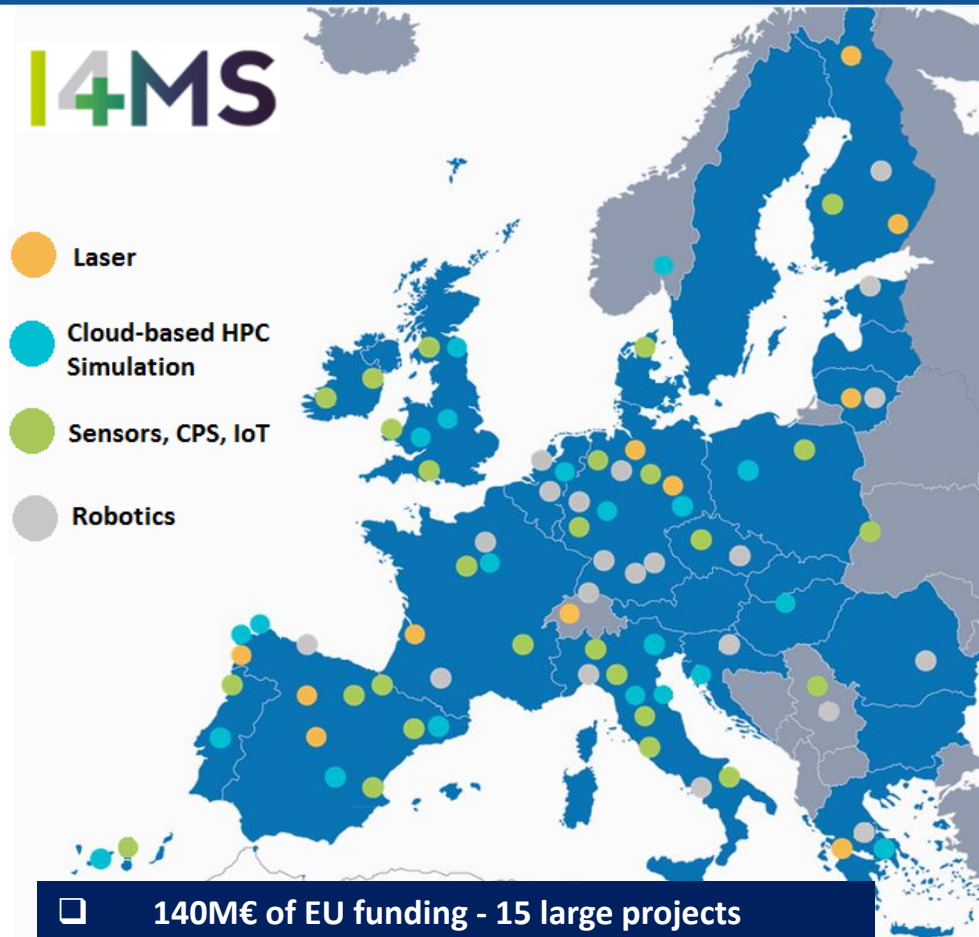 I4MS
Laser
Cloud-based HPC
Simulation
Sensors, CPS, IoT
Robotics
❑ 140M€ of EU funding - 15 large projects